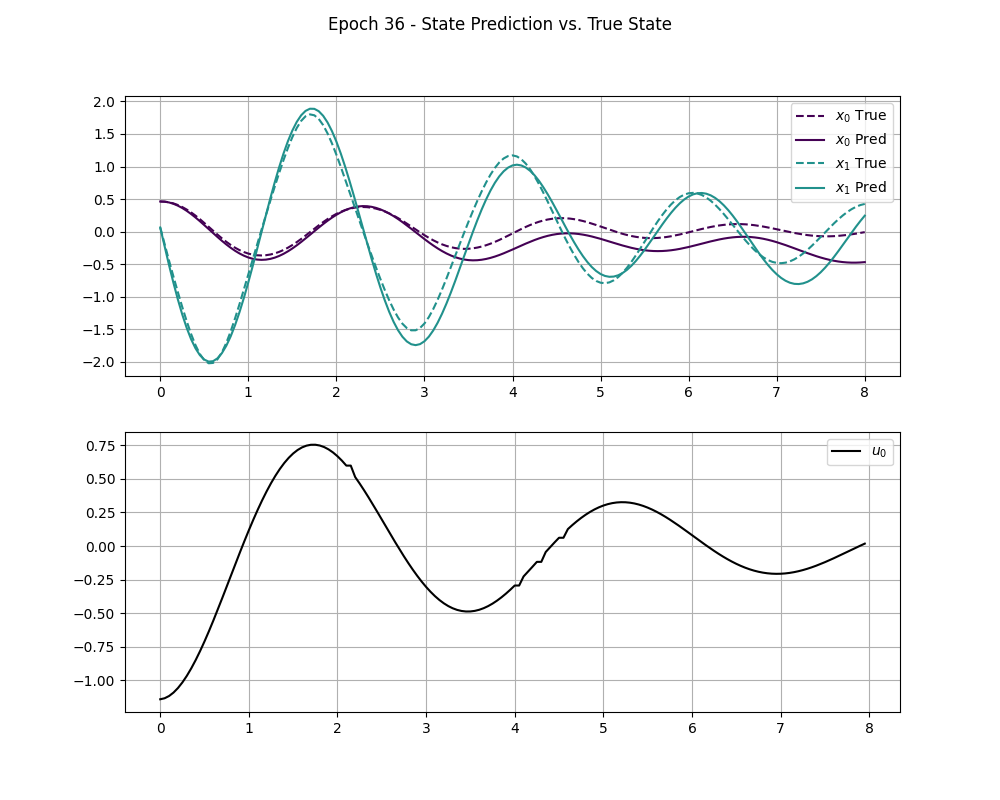 Epoch 36 - State Prediction vs. True State
2.0
1.5
1.0
0.5
0.0
−0.5
−1.0
−1.5
−2.0
x₀ True
x₀ Pred
x₁ True
x₁ Pred
0 1 2 3 4 5 6 7 8
0.75
0.50
0.25
0.00
−0.25
−0.50
−0.75
−1.00
u₀
0 1 2 3 4 5 6 7 8